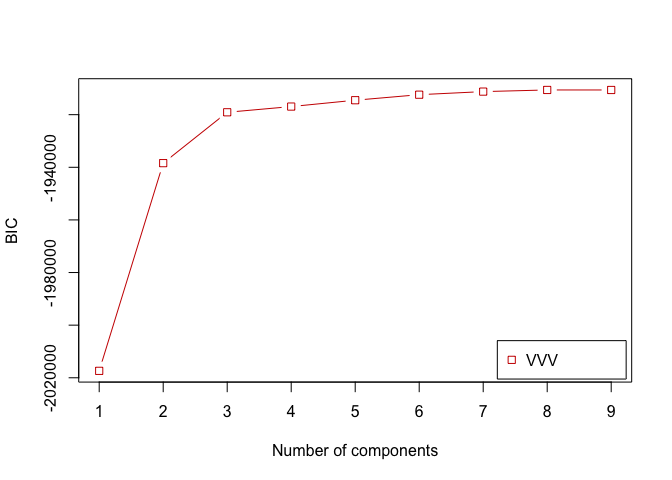 BIC
-1940000
-1980000
-2020000
VVV
1 2 3 4 5 6 7 8 9
Number of components